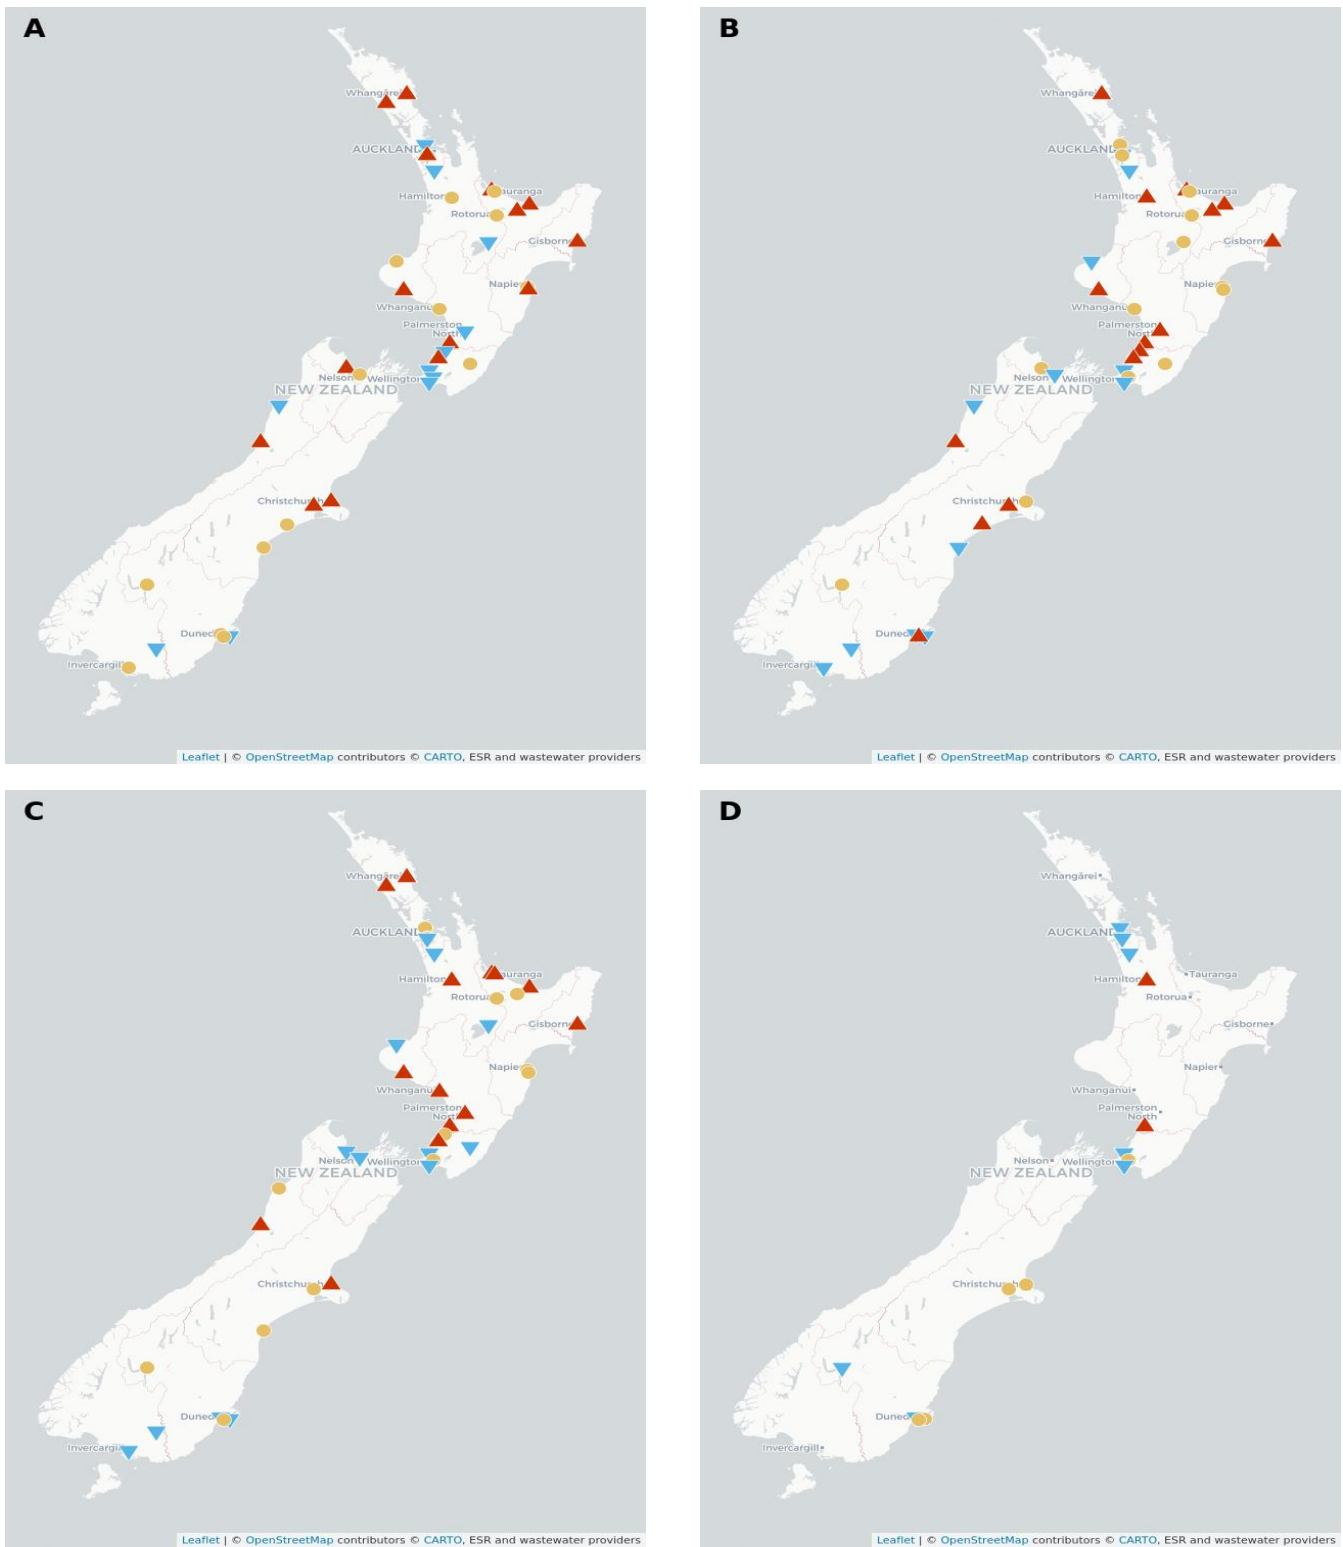 A
Whangārei
AUCKLAND
Hamilton
Tauranga
Rotorua
Gisborne
Napier
Whanganui
Palmerston
North
Nelson
Wellington
NEW ZEALAND
Christchurch
Dunedin
Invercargill
Leaflet | © OpenStreetMap contributors © CARTO, ESR and wastewater providers
B
Whangārei
AUCKLAND
Hamilton
Tauranga
Rotorua
Gisborne
Napier
Whanganui
Palmerston
North
Nelson
Wellington
NEW ZEALAND
Christchurch
Dunedin
Invercargill
Leaflet | © OpenStreetMap contributors © CARTO, ESR and wastewater providers
C
Whangārei
AUCKLAND
Hamilton
Tauranga
Rotorua
Gisborne
Napier
Whanganui
Palmerston
North
Nelson
Wellington
NEW ZEALAND
Christchurch
Dunedin
Invercargill
Leaflet | © OpenStreetMap contributors © CARTO, ESR and wastewater providers
D
Whangārei
AUCKLAND
Hamilton
Tauranga
Rotorua
Gisborne
Napier
Whanganui
Palmerston
North
Nelson
Wellington
NEW ZEALAND
Christchurch
Dunedin
Invercargill
Leaflet | © OpenStreetMap contributors © CARTO, ESR and wastewater providers